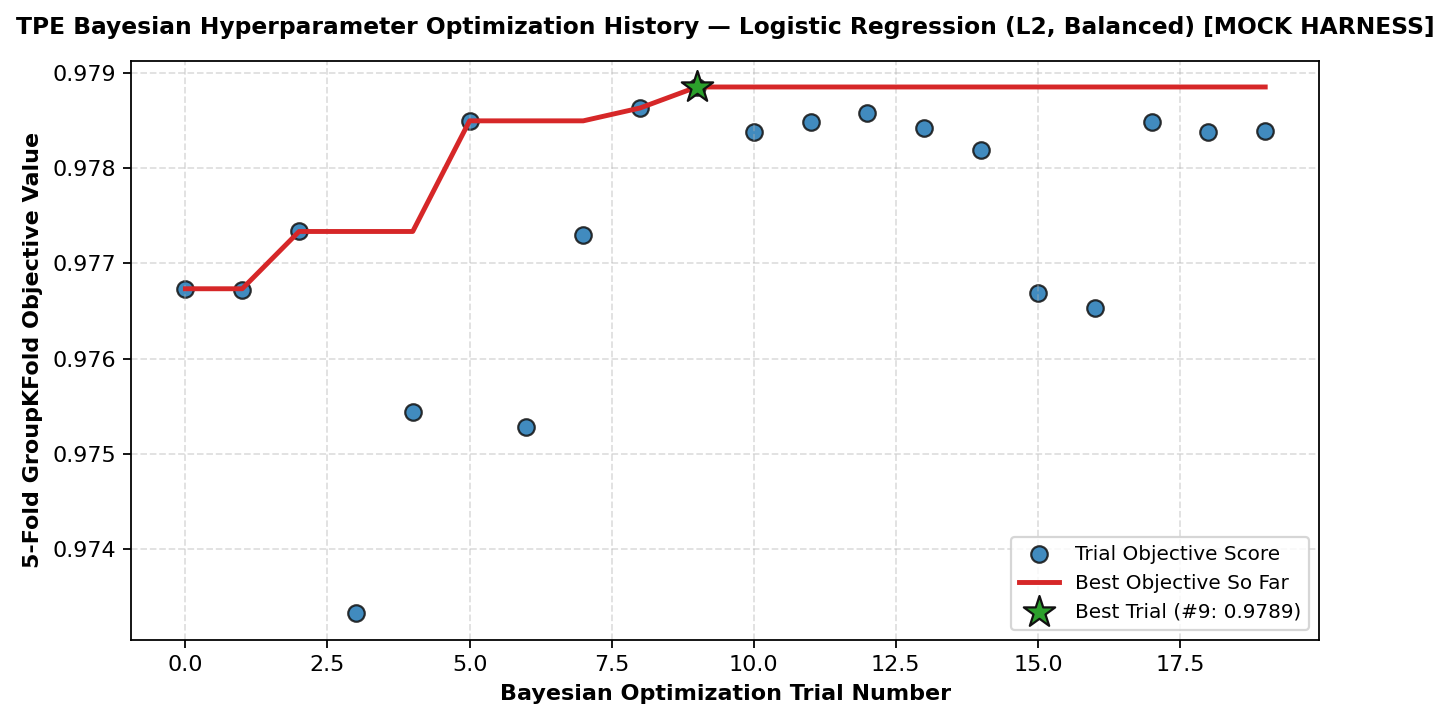 TPE Bayesian Hyperparameter Optimization History — Logistic Regression (L2, Balanced) [MOCK HARNESS]
5-Fold GroupKFold Objective Value
0.979
0.978
0.977
0.976
0.975
0.974
Trial Objective Score
Best Objective So Far
Best Trial (#9: 0.9789)
0.0 2.5 5.0 7.5 10.0 12.5 15.0 17.5
Bayesian Optimization Trial Number